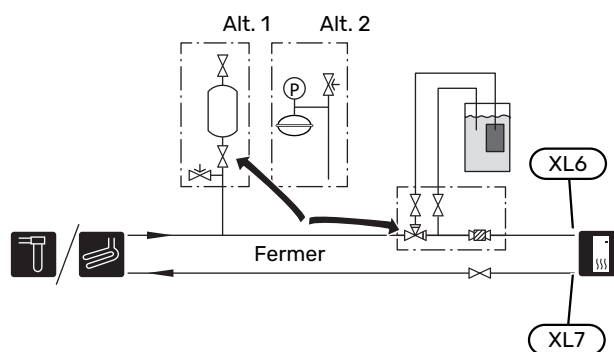 Alt. 1
Alt. 2
P
XL6
Fermer
XL7